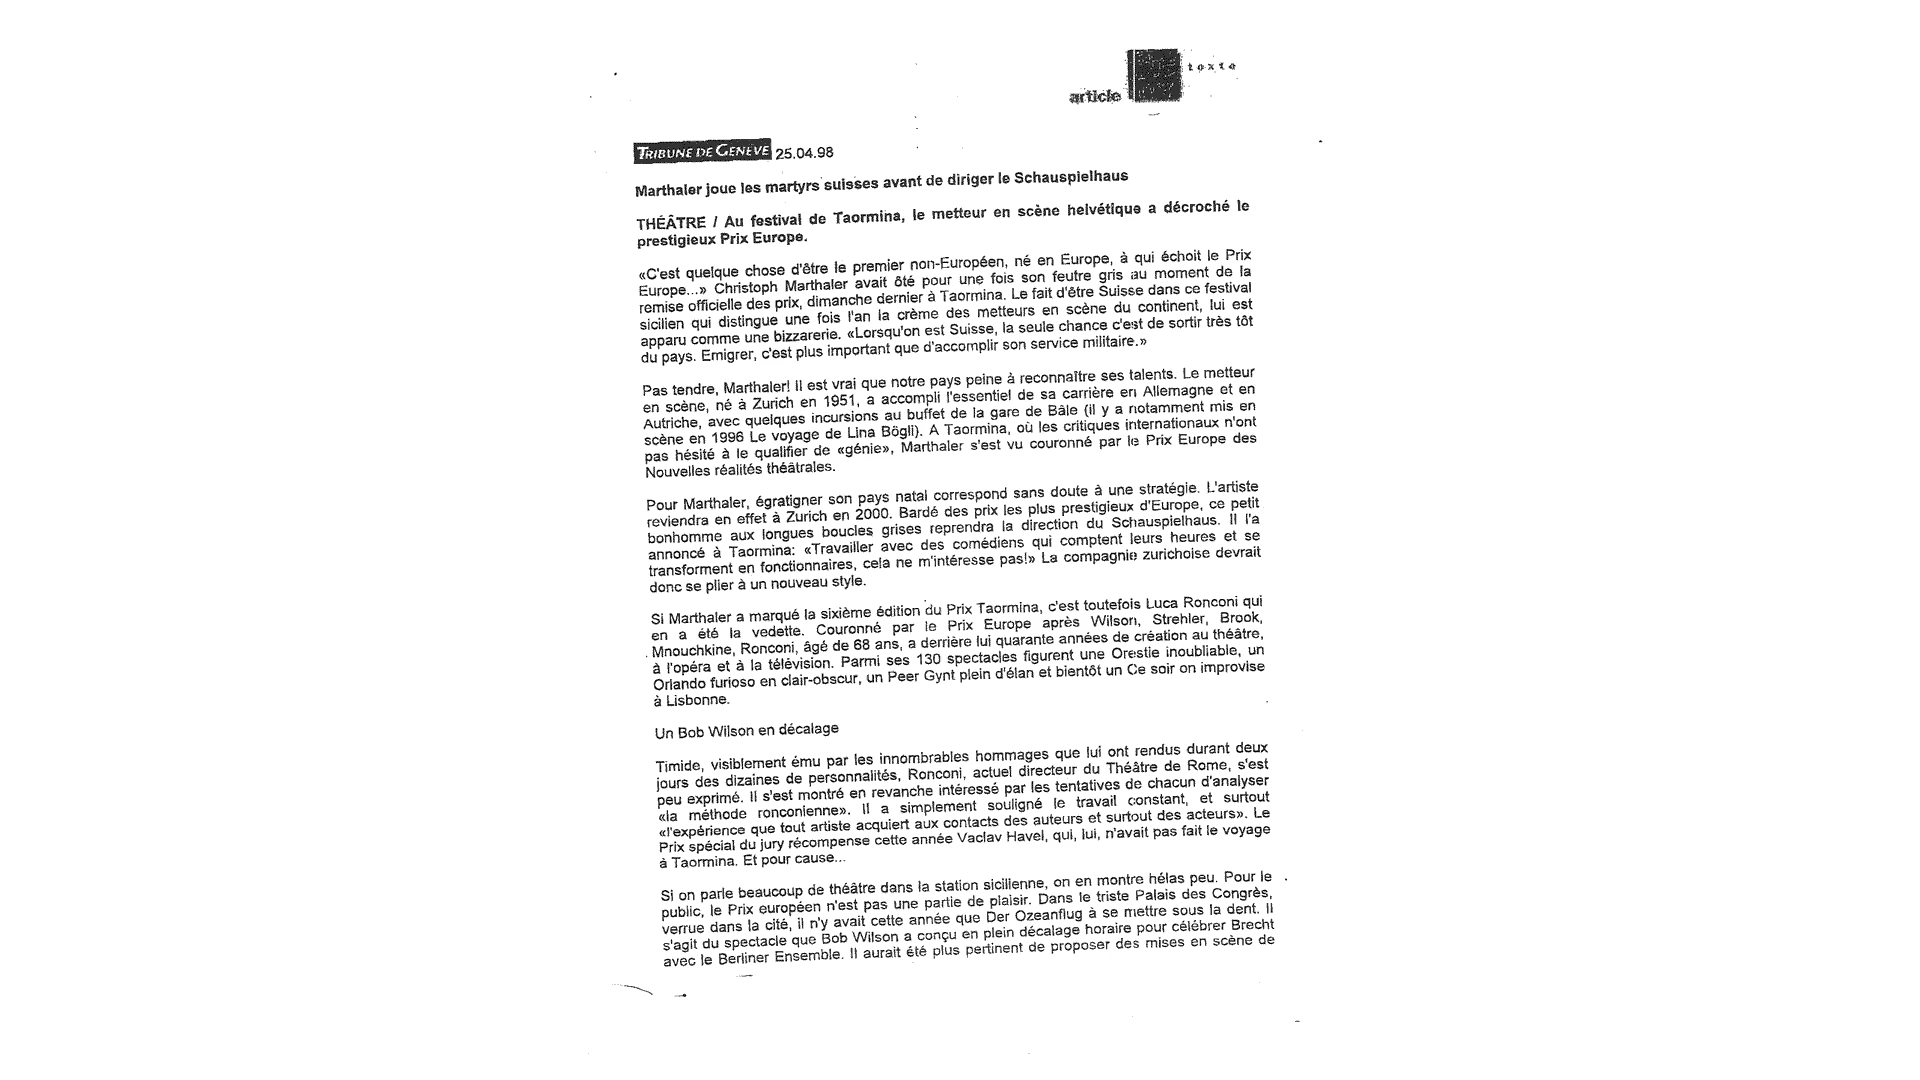 article
texte
TRIBUNE DE GENÈVE 25.04.98
Marthaler joue les martyrs suisses avant de diriger le Schauspielhaus
THÉÂTRE / Au festival de Taormina, le metteur en scène helvétique a décroché le
prestigieux Prix Europe.
«C'est quelque chose d'être le premier non-Européen, né en Europe, à qui échoit le Prix
Europe...» Christoph Marthaler avait ôté pour une fois son feutre gris au moment de la
remise officielle des prix, dimanche dernier à Taormina. Le fait d'être Suisse dans ce festival
sicilien qui distingue une fois l'an la crème des metteurs en scène du continent, lui est
apparu comme une bizzarerie. «Lorsqu'on est Suisse, la seule chance c'est de sortir très tôt
du pays. Emigrer, c'est plus important que d'accomplir son service militaire.»
Pas tendre, Marthaler! Il est vrai que notre pays peine à reconnaître ses talents. Le metteur
en scène, né à Zurich en 1951, a accompli l'essentiel de sa carrière en Allemagne et en
Autriche, avec quelques incursions au buffet de la gare de Bâle (il y a notamment mis en
scène en 1996 Le voyage de Lina Bögli). A Taormina, où les critiques internationaux n'ont
pas hésité à le qualifier de «génie», Marthaler s'est vu couronné par le Prix Europe des
Nouvelles réalités théâtrales.
Pour Marthaler, égratigner son pays natal correspond sans doute à une stratégie. L'artiste
reviendra en effet à Zurich en 2000. Bardé des prix les plus prestigieux d'Europe, ce petit
bonhomme aux longues boucles grises reprendra la direction du Schauspielhaus. Il l'a
annoncé à Taormina: «Travailler avec des comédiens qui comptent leurs heures et se
transforment en fonctionnaires, cela ne m'intéresse pas!» La compagnie zurichoise devrait
donc se plier à un nouveau style.
Si Marthaler a marqué la sixième édition du Prix Taormina, c'est toutefois Luca Ronconi qui
en a été la vedette. Couronné par le Prix Europe après Wilson, Strehler, Brook,
Mnouchkine, Ronconi, âgé de 68 ans, a derrière lui quarante années de création au théâtre,
à l'opéra et à la télévision. Parmi ses 130 spectacles figurent une Orestie inoubliable, un
Orlando furioso en clair-obscur, un Peer Gynt plein d'élan et bientôt un Ce soir on improvise
à Lisbonne.
Un Bob Wilson en décalage
Timide, visiblement ému par les innombrables hommages que lui ont rendus durant deux
jours des dizaines de personnalités, Ronconi, actuel directeur du Théâtre de Rome, s'est
peu exprimé. Il s'est montré en revanche intéressé par les tentatives de chacun d'analyser
«la méthode ronconienne». Il a simplement souligné le travail constant, et surtout
«l'expérience que tout artiste acquiert aux contacts des auteurs et surtout des acteurs». Le
Prix spécial du jury récompense cette année Vaclav Havel, qui, lui, n'avait pas fait le voyage
à Taormina. Et pour cause...
Si on parle beaucoup de théâtre dans la station sicilienne, on en montre hélas peu. Pour le
public, le Prix européen n'est pas une partie de plaisir. Dans le triste Palais des Congrès,
verrue dans la cité, il n'y avait cette année que Der Ozeanflug à se mettre sous la dent. Il
s'agit du spectacle que Bob Wilson a conçu en plein décalage horaire pour célébrer Brecht
avec le Berliner Ensemble. Il aurait été plus pertinent de proposer des mises en scène de